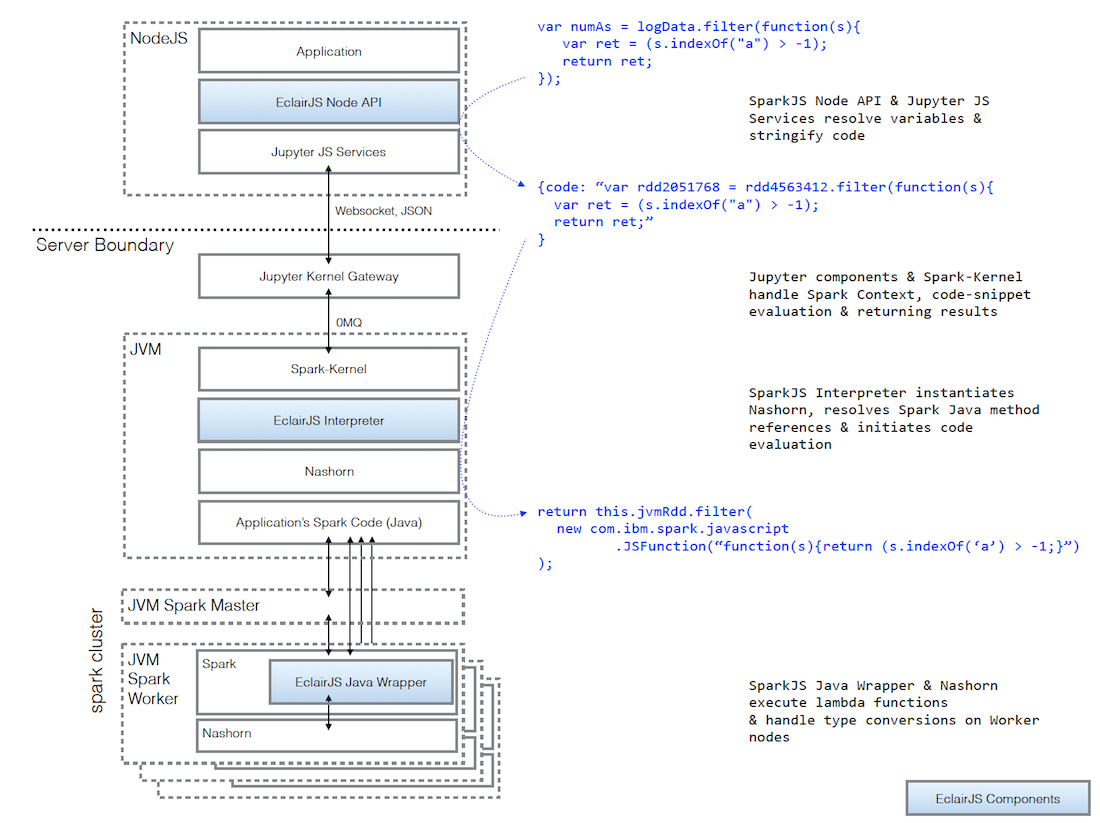 NodeJS
Application
EclairJS Node API
Jupyter JS Services
Websocket, JSON
Server Boundary
Jupyter Kernel Gateway
0MQ
JVM
Spark-Kernel
EclairJS Interpreter
Nashorn
Application's Spark Code (Java)
spark cluster
JVM Spark Master
JVM
Spark
Worker
Spark
EclairJS Java Wrapper
Nashorn
var numAs = logData.filter(function(s){
var ret = (s.indexOf("a") > -1);
return ret;
});
SparkJS Node API & Jupyter JS
Services resolve variables &
stringify code
{code: “var rdd2051768 = rdd4563412.filter(function(s){
var ret = (s.indexOf("a") > -1);
return ret;”
}
Jupyter components & Spark-Kernel
handle Spark Context, code-snippet
evaluation & returning results
SparkJS Interpreter instantiates
Nashorn, resolves Spark Java method
references & initiates code
evaluation
return this.jvmRdd.filter(
new com.ibm.spark.javascript
.JSFunction(“function(s){return (s.indexOf(‘a’) > -1;}”)
);
SparkJS Java Wrapper & Nashorn
execute lambda functions
& handle type conversions on Worker
nodes
EclairJS Components